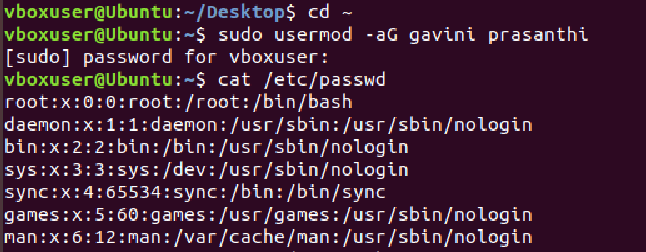 vboxuser@Ubuntu:~/Desktop$ cd ~
vboxuser@Ubuntu:~$ sudo usermod -aG gavini prasanthi
[sudo] password for vboxuser:
vboxuser@Ubuntu:~$ cat /etc/passwd
root:x:0:0:root:/root:/bin/bash
daemon:x:1:1:daemon:/usr/sbin:/usr/sbin/nologin
bin:x:2:2:bin:/bin:/usr/sbin/nologin
sys:x:3:3:sys:/dev:/usr/sbin/nologin
sync:x:4:65534:sync:/bin:/bin/sync
games:x:5:60:games:/usr/games:/usr/sbin/nologin
man:x:6:12:man:/var/cache/man:/usr/sbin/nologin